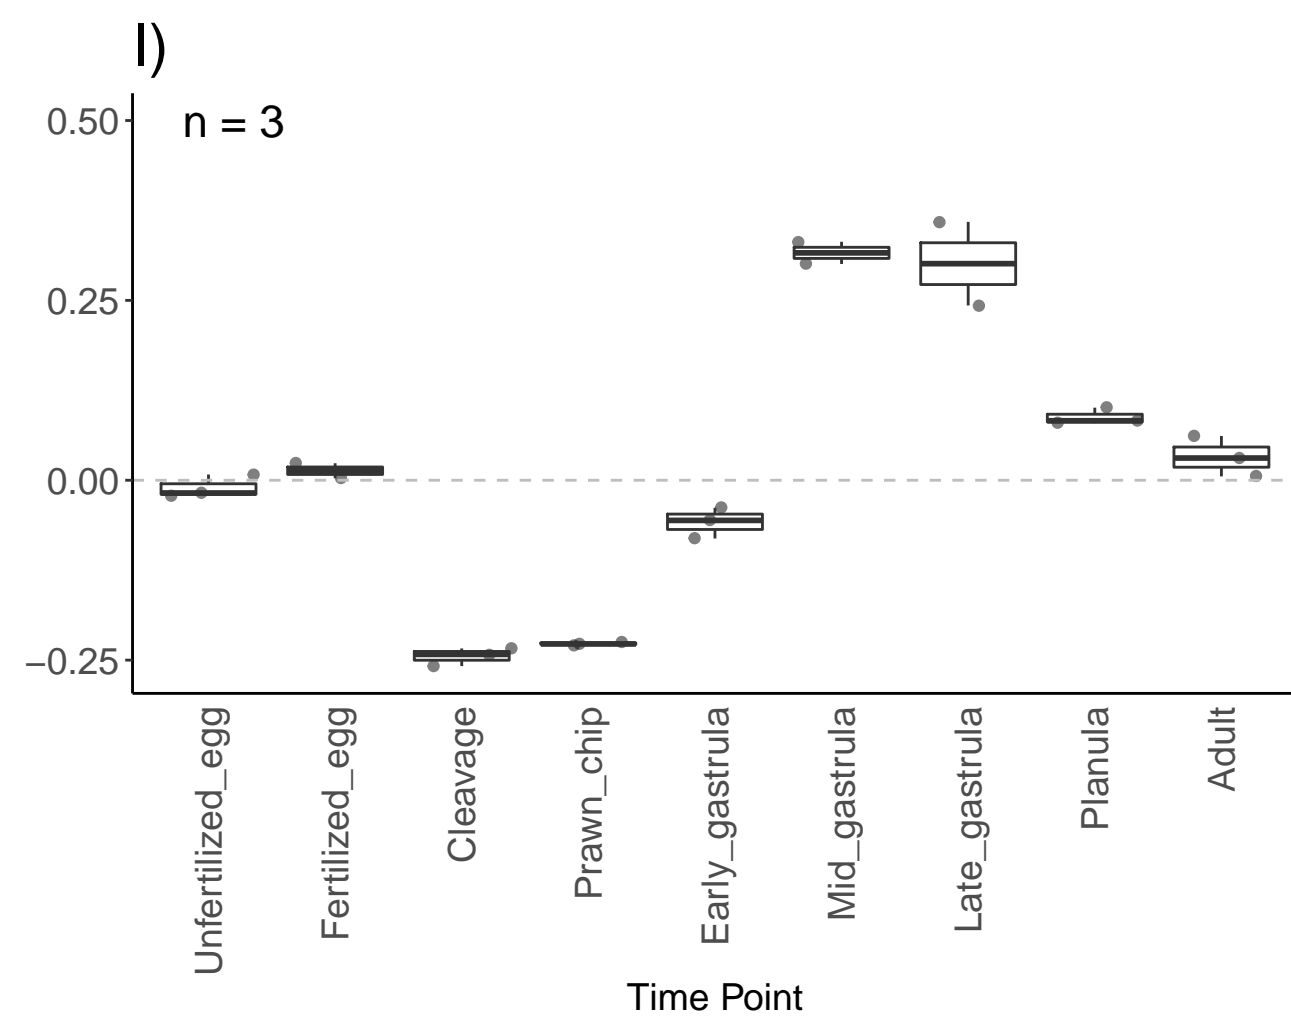 I)
n = 3
0.50
0.25
0.00
−0.25
Unfertilized_egg
Fertilized_egg
Cleavage
Prawn_chip
Early_gastrula
Mid_gastrula
Late_gastrula
Planula
Adult
Time Point